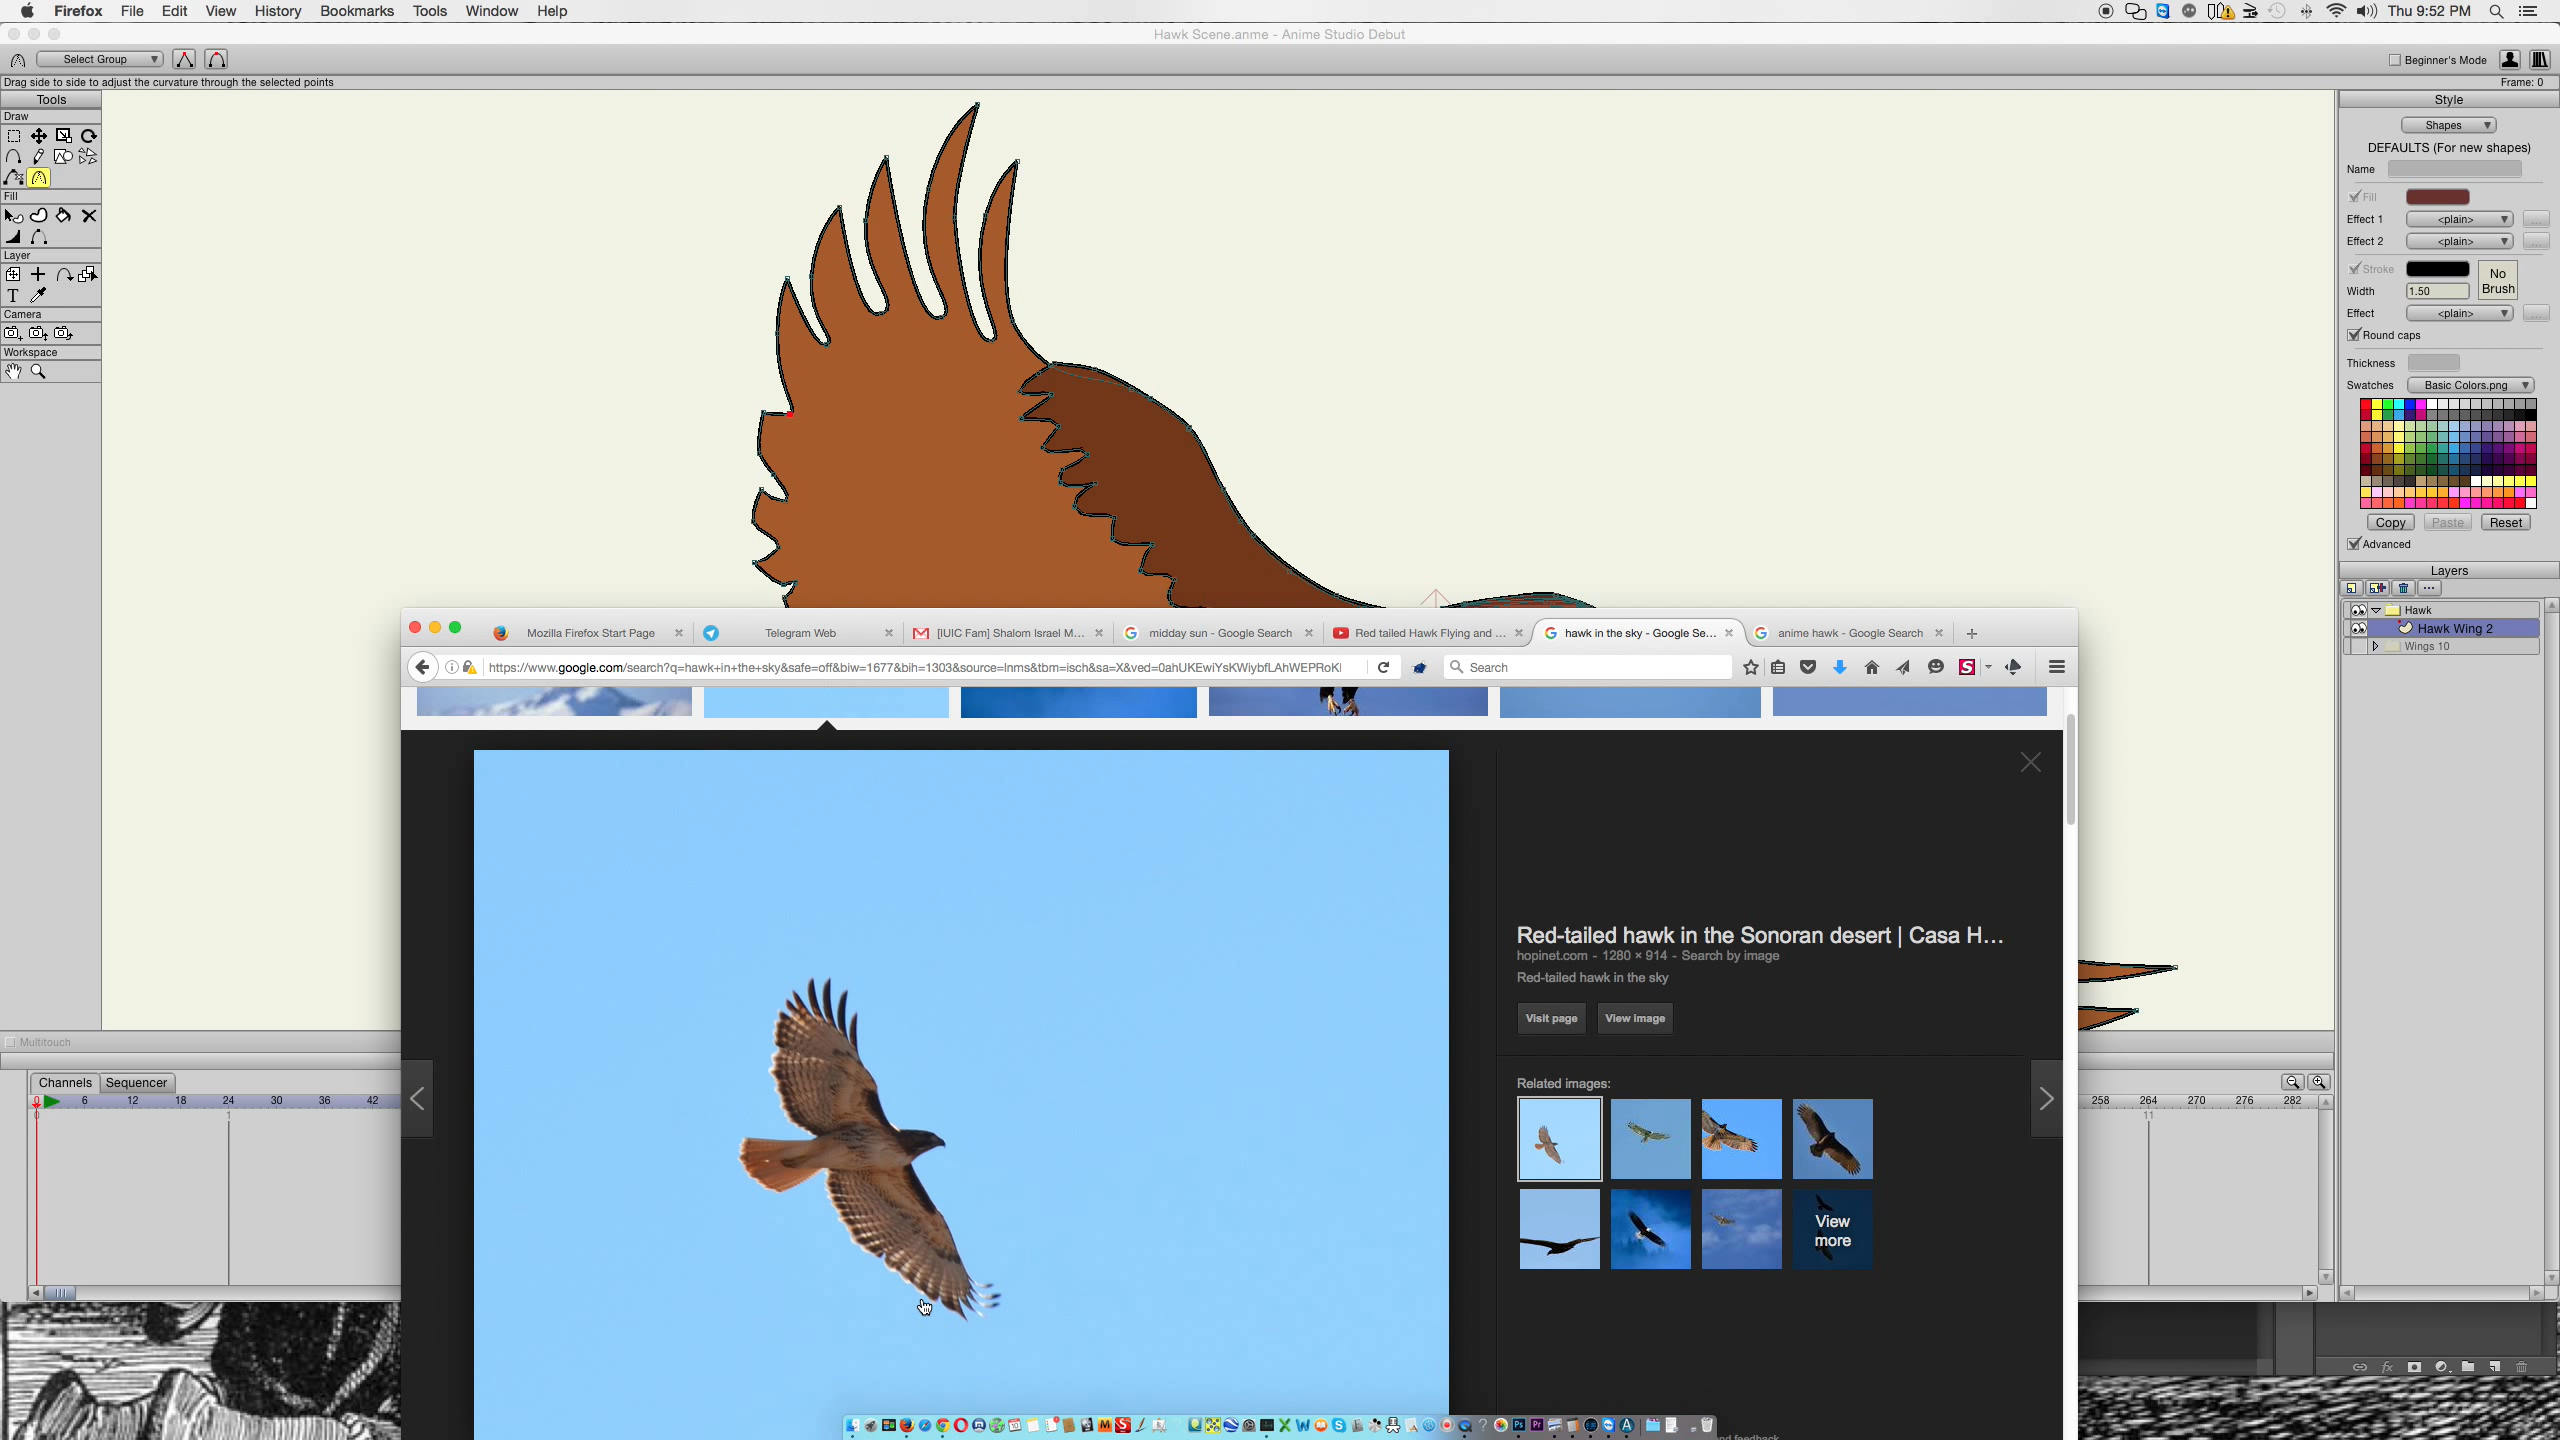 Firefox File Edit View History Bookmarks Tools Window Help
Thu 9:52 PM
Hawk Scene.anme - Anime Studio Debut
Select Group
Beginner's Mode
Drag side to side to adjust the curvature through the selected points
Frame: 0
Tools
Draw
Fill
Layer
T
Camera
Workspace
Style
Shapes
DEFAULTS (For new shapes)
Name
Fill
Effect 1 <plain> ...
Effect 2 <plain> ...
Stroke
No Brush
Width 1.50
Effect <plain> ...
Round caps
Thickness
Swatches Basic Colors.png
Copy Paste Reset
Advanced
Layers
Hawk
Hawk Wing 2
Wings 10
Mozilla Firefox Start Page
Telegram Web
[IUIC Fam] Shalom Israel M...
midday sun - Google Search
Red tailed Hawk Flying and ...
hawk in the sky - Google Se...
anime hawk - Google Search
https://www.google.com/search?q=hawk+in+the+sky&safe=off&biw=1677&bih=1303&source=lnms&tbm=isch&sa=X&ved=0ahUKEwiYsKWiybfLAhWEPRoK
Search
Red-tailed hawk in the Sonoran desert | Casa H...
hopinet.com - 1280 × 914 - Search by image
Red-tailed hawk in the sky
Visit page
View image
Related images:
View more
Multitouch
Channels Sequencer
0 6 12 18 24 30 36 42
0 1
258 264 270 276 282
11